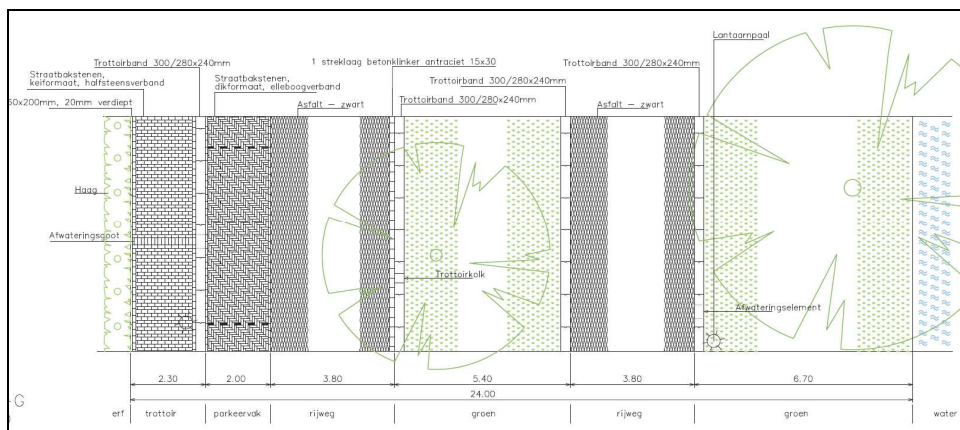 Lantaarnpaal
Trottoirband 300/280x240mm
1 streklaag betonklinker antraciet 15x30
Trottoirband 300/280x240mm
Straatbakstenen,
keiformaat, halfsteensverband
Straatbakstenen,
dikformaat, elleboogverband
Trottoirband 300/280x240mm
50x200mm, 20mm verdiept
Asfalt – zwart
Trottoirband 300/280x240mm
Asfalt – zwart
Haag
Afwateringsgoot
Trottoirkolk
Afwateringselement
2.30 2.00 3.80 5.40 3.80 6.70
24.00
-G
erf trottoir parkeervak rijweg groen rijweg groen water